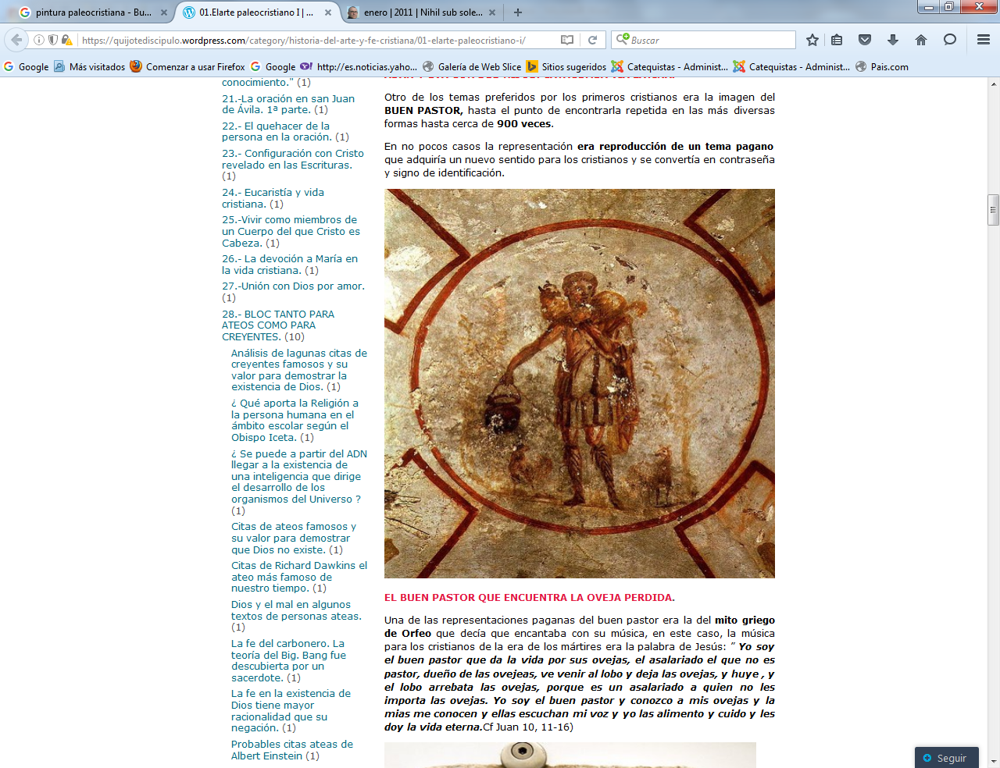 pintura paleocristiana - Bu...
01.Elarte paleocristiano I | ...
enero | 2011 | Nihil sub sole...
https://quijotediscipulo.wordpress.com/category/historia-del-arte-y-fe-cristiana/01-elarte-paleocristiano-i/
Buscar
Google
Más visitados
Comenzar a usar Firefox
Google
http://es.noticias.yaho...
Galería de Web Slice
Sitios sugeridos
Catequistas - Administ...
Catequistas - Administ...
Pais.com
conocimiento." (1)
21.-La oración en san Juan
de Ávila. 1ª parte. (1)
22.- El quehacer de la
persona en la oración. (1)
23.- Configuración con Cristo
revelado en las Escrituras.
(1)
24.- Eucaristía y vida
cristiana. (1)
25.-Vivir como miembros de
un Cuerpo del que Cristo es
Cabeza. (1)
26.- La devoción a María en
la vida cristiana. (1)
27.-Unión con Dios por amor.
(1)
28.- BLOC TANTO PARA
ATEOS COMO PARA
CREYENTES. (10)
Análisis de lagunas citas de
creyentes famosos y su
valor para demostrar la
existencia de Dios. (1)
¿ Qué aporta la Religión a
la persona humana en el
ámbito escolar según el
Obispo Iceta. (1)
¿ Se puede a partir del ADN
llegar a la existencia de
una inteligencia que dirige
el desarrollo de los
organismos del Universo ?
(1)
Citas de ateos famosos y
su valor para demostrar
que Dios no existe. (1)
Citas de Richard Dawkins el
ateo más famoso de
nuestro tiempo. (1)
Dios y el mal en algunos
textos de personas ateas.
(1)
La fe del carbonero. La
teoría del Big. Bang fue
descubierta por un
sacerdote. (1)
La fe en la existencia de
Dios tiene mayor
racionalidad que su
negación. (1)
Probables citas ateas de
Albert Einstein (1)
Otro de los temas preferidos por los primeros cristianos era la imagen del
BUEN PASTOR, hasta el punto de encontrarla repetida en las más diversas
formas hasta cerca de 900 veces.
En no pocos casos la representación era reproducción de un tema pagano
que adquiría un nuevo sentido para los cristianos y se convertía en contraseña
y signo de identificación.
EL BUEN PASTOR QUE ENCUENTRA LA OVEJA PERDIDA.
Una de las representaciones paganas del buen pastor era la del mito griego
de Orfeo que decía que encantaba con su música, en este caso, la música
para los cristianos de la era de los mártires era la palabra de Jesús: " Yo soy
el buen pastor que da la vida por sus ovejas, el asalariado el que no es
pastor, dueño de las ovejeas, ve venir al lobo y deja las ovejas, y huye , y
el lobo arrebata las ovejas, porque es un asalariado a quien no les
importa las ovejas. Yo soy el buen pastor y conozco a mis ovejas y la
mias me conocen y ellas escuchan mi voz y yo las alimento y cuido y les
doy la vida eterna.Cf Juan 10, 11-16)
Seguir